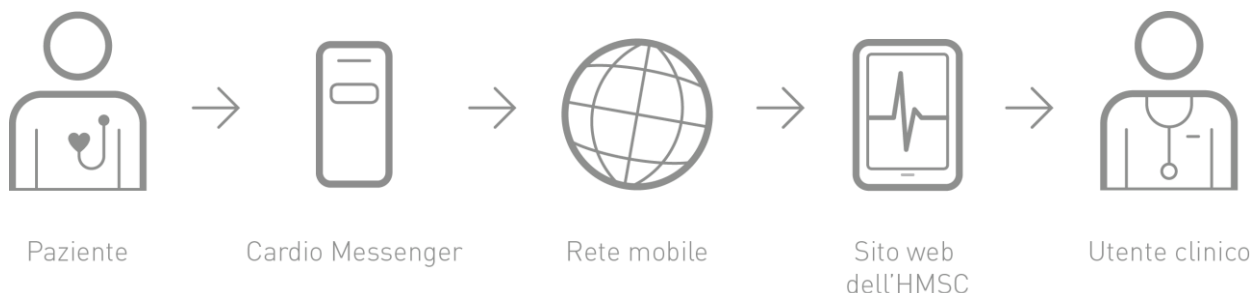 Paziente
Cardio Messenger
Rete mobile
Sito web
dell'HMSC
Utente clinico